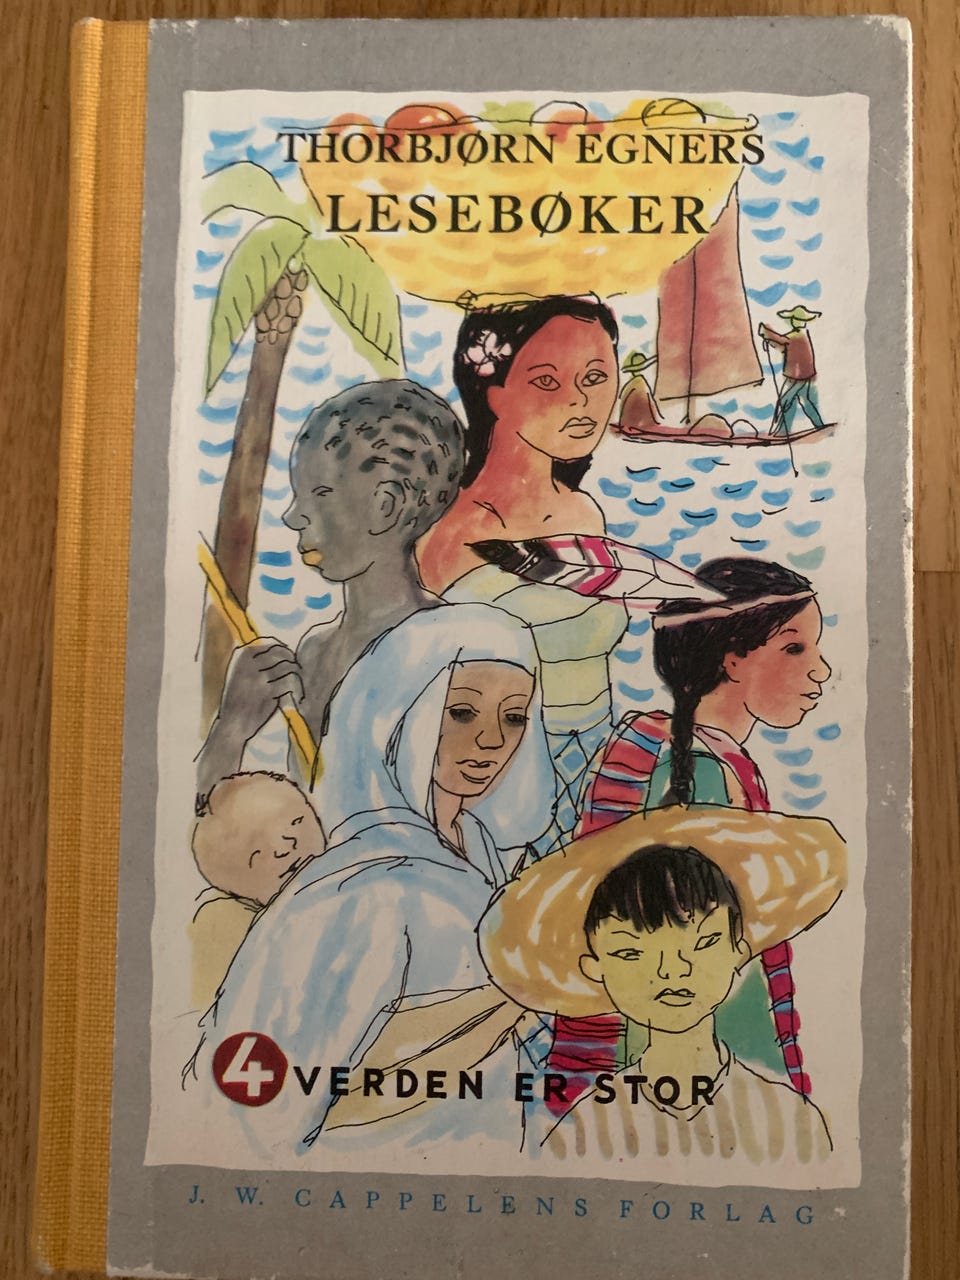 THORBJØRN EGNERS
LESEBØKER
4 VERDEN ER STOR
J. W. CAPPELENS FORLAG